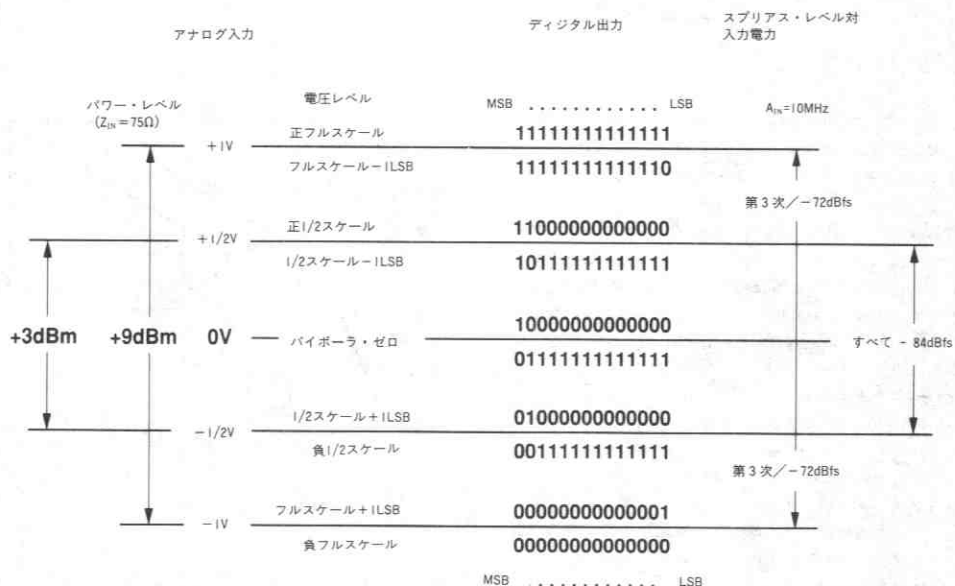 アナログ入力
ディジタル出力
スプリアス・レベル対
入力電力
パワー・レベル
(Z_IN=75Ω)
電圧レベル
MSB ............ LSB
A_IN=10MHz
+1V
正フルスケール
11111111111111
フルスケール−1LSB
11111111111110
第3次/−72dBfs
+1/2V
正1/2スケール
11000000000000
1/2スケール−1LSB
10111111111111
+3dBm
+9dBm
0V
バイポーラ・ゼロ
10000000000000
01111111111111
すべて - 84dBfs
−1/2V
1/2スケール+1LSB
01000000000000
負1/2スケール
00111111111111
第3次/−72dBfs
−1V
フルスケール+1LSB
00000000000001
負フルスケール
00000000000000
MSB ............ LSB